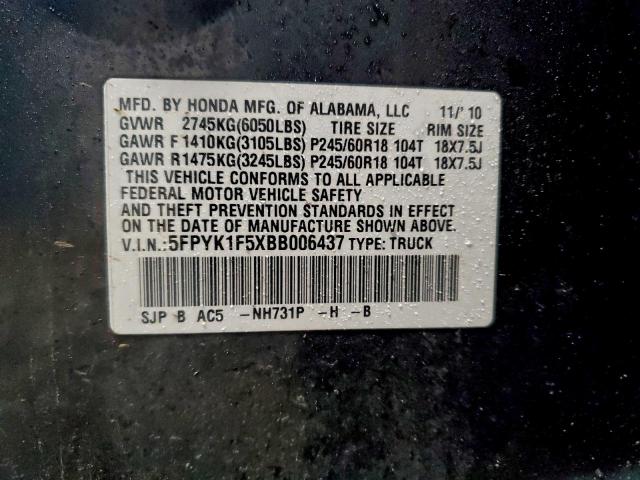 MFD. BY HONDA MFG. OF ALABAMA, LLC 11/'10
GVWR 2745KG(6050LBS) TIRE SIZE RIM SIZE
GAWR F 1410KG(3105LBS) P245/60R18 104T 18X7.5J
GAWR R 1475KG(3245LBS) P245/60R18 104T 18X7.5J
THIS VEHICLE CONFORMS TO ALL APPLICABLE
FEDERAL MOTOR VEHICLE SAFETY
AND THEFT PREVENTION STANDARDS IN EFFECT
ON THE DATE OF MANUFACTURE SHOWN ABOVE.
V.I.N.:5FPYK1F5XBB006437 TYPE: TRUCK
SJP B AC5 -NH731P -H -B